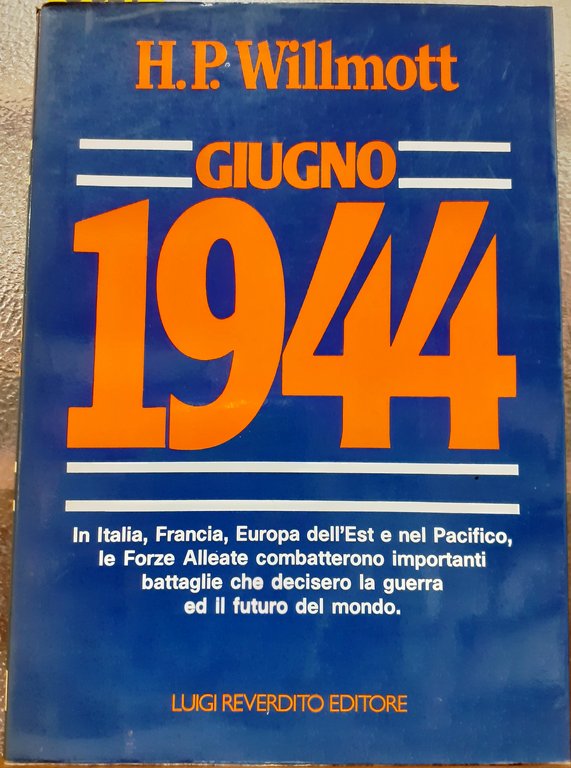 H.P. Willmott
GIUGNO
1944
In Italia, Francia, Europa dell'Est e nel Pacifico,
le Forze Alleate combatterono importanti
battaglie che decisero la guerra
ed il futuro del mondo.
LUIGI REVERDITO EDITORE